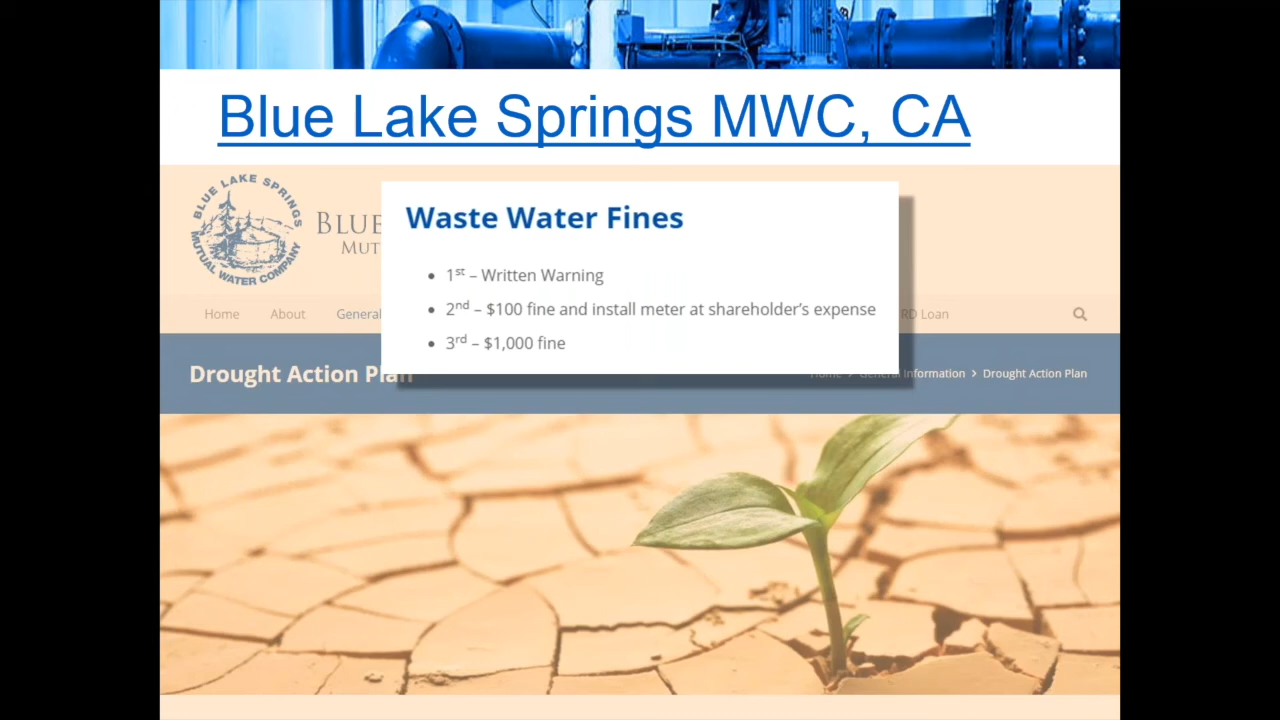 Blue Lake Springs MWC, CA
BLUE LAKE SPRINGS
MUTUAL WATER COMPANY
BLUE
MUT
Waste Water Fines
1st – Written Warning
2nd – $100 fine and install meter at shareholder's expense
3rd – $1,000 fine
Home About General RD Loan
Drought Action Plan
Home > General Information > Drought Action Plan